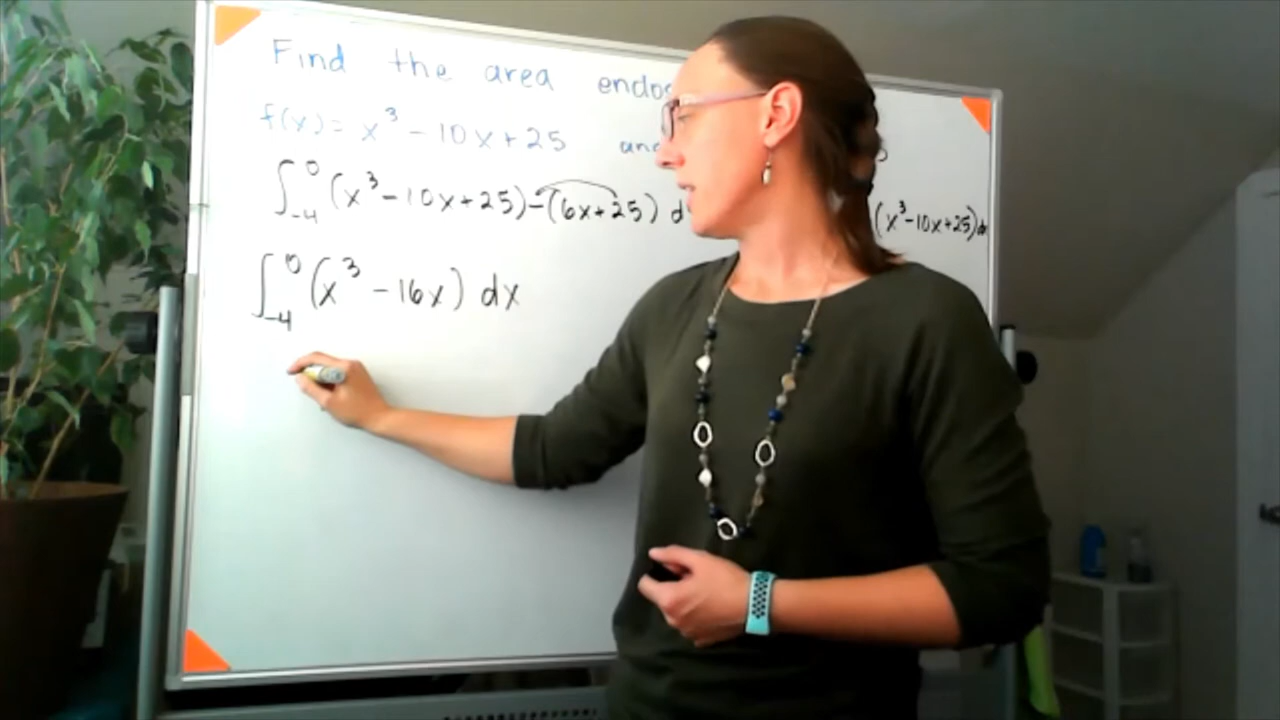 Find the area
f(x) = x³ - 10x + 25 and
∫₋₄⁰ (x³ - 10x + 25) - (6x + 25) d (x³ - 10x + 25) dx
∫₋₄⁰ (x³ - 16x) dx